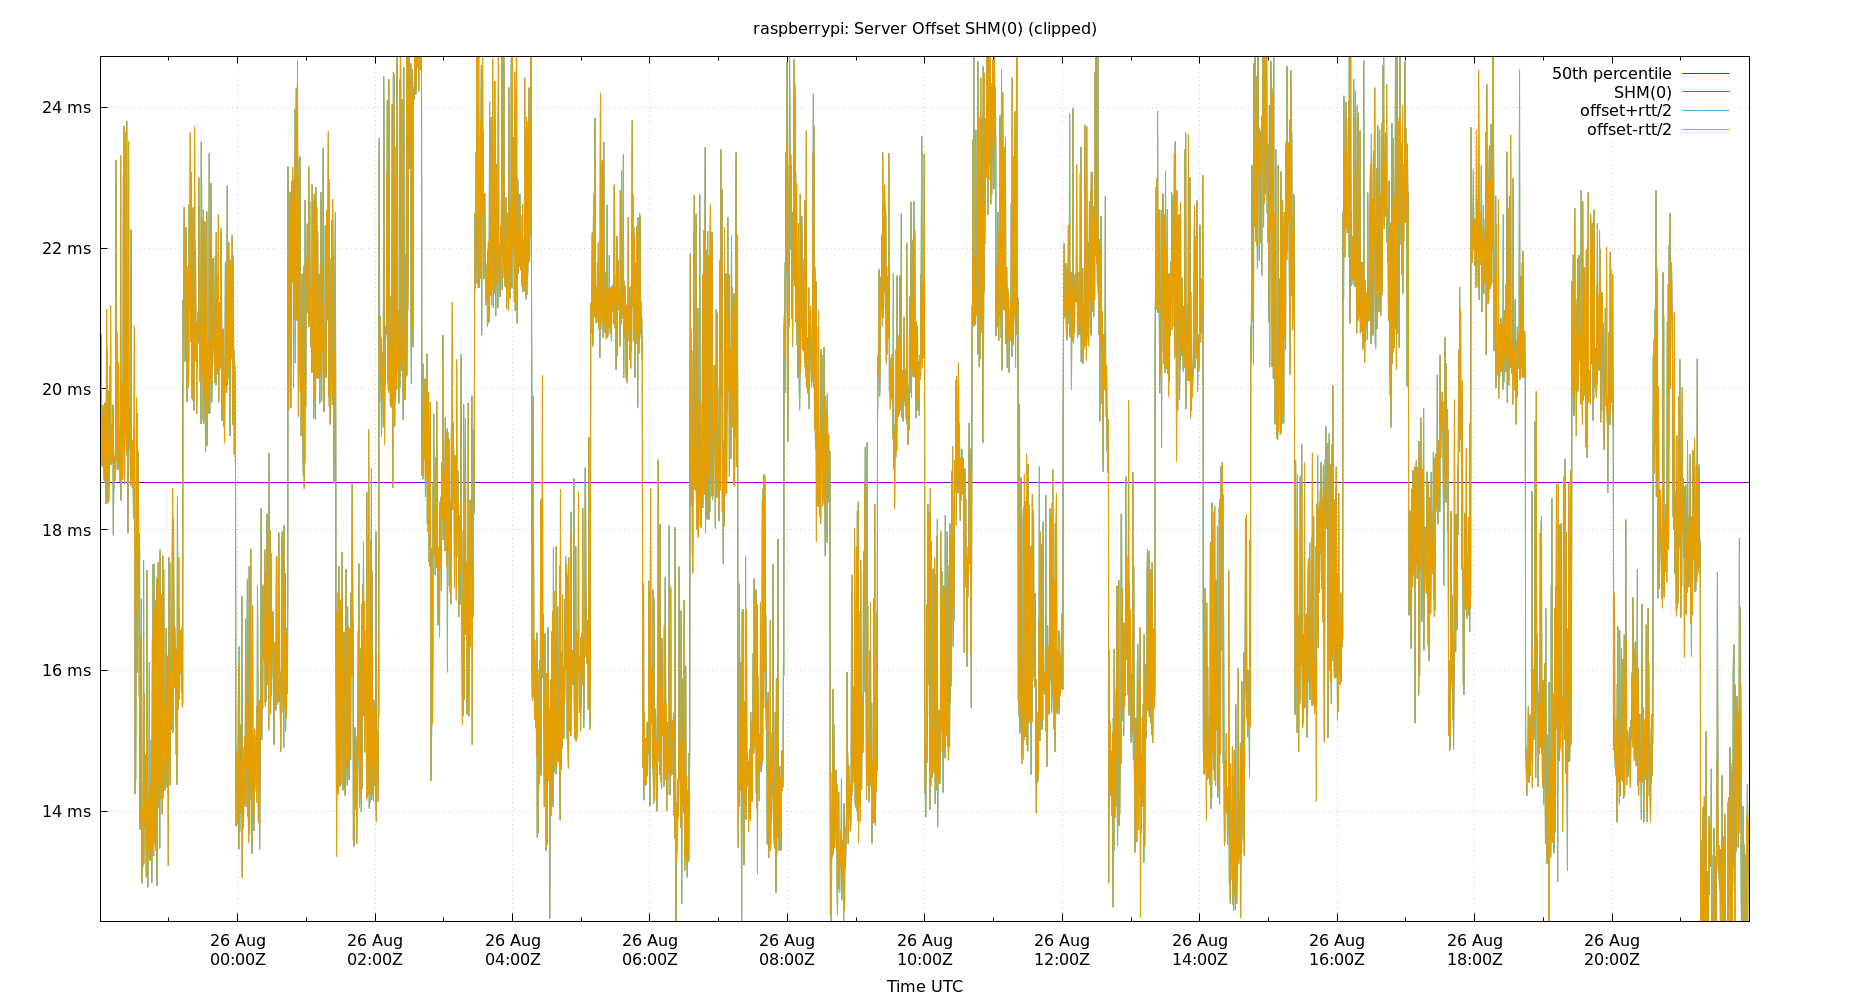 raspberrypi: Server Offset SHM(0) (clipped)
50th percentile
SHM(0)
offset+rtt/2
offset-rtt/2
24 ms
22 ms
20 ms
18 ms
16 ms
14 ms
26 Aug 26 Aug 26 Aug 26 Aug 26 Aug 26 Aug 26 Aug 26 Aug 26 Aug 26 Aug 26 Aug
00:00Z 02:00Z 04:00Z 06:00Z 08:00Z 10:00Z 12:00Z 14:00Z 16:00Z 18:00Z 20:00Z
Time UTC